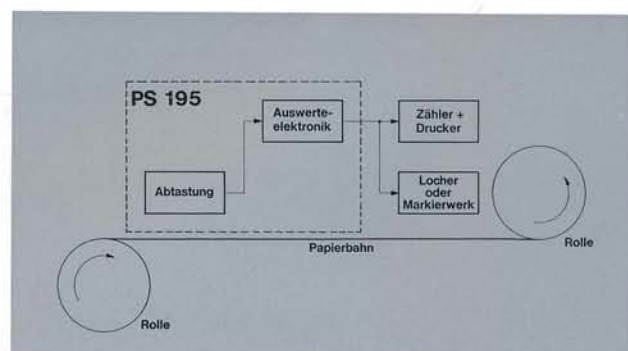 PS 195
Auswerte-
elektronik
Zähler +
Drucker
Abtastung
Locher
oder
Markierwerk
Papierbahn
Rolle
Rolle